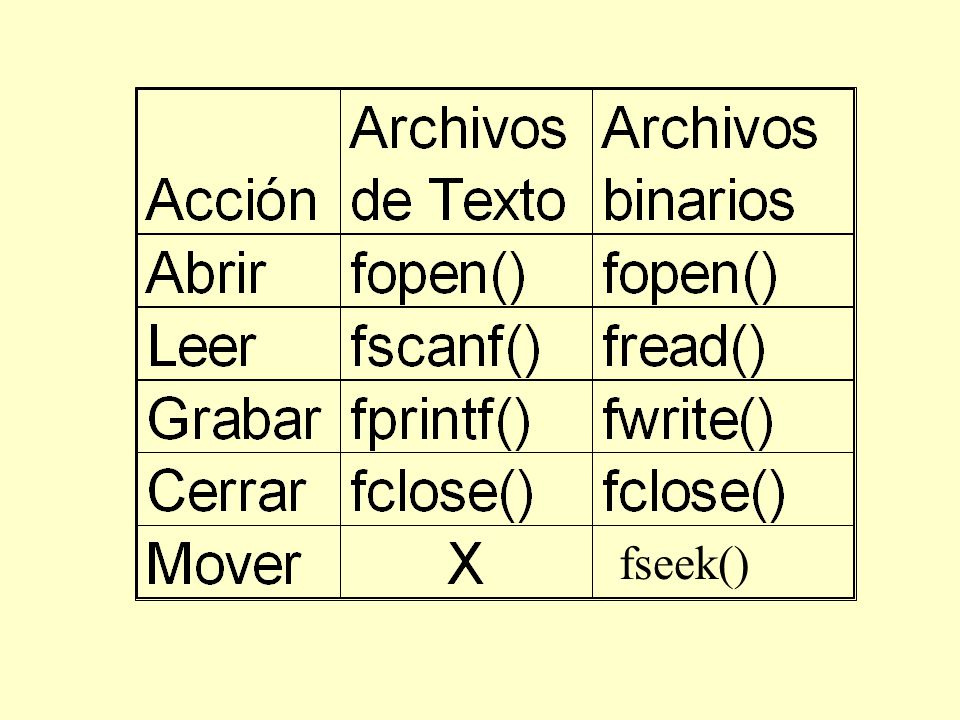 Acción Archivos de Texto Archivos binarios
Abrir fopen() fopen()
Leer fscanf() fread()
Grabar fprintf() fwrite()
Cerrar fclose() fclose()
Mover X fseek()